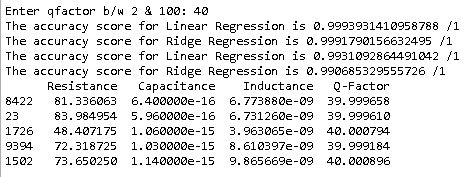 Enter qfactor b/w 2 & 100: 40
The accuracy score for Linear Regression is 0.9993931410958788 /1
The accuracy score for Ridge Regression is 0.9991790156632495 /1
The accuracy score for Linear Regression is 0.9931092864491042 /1
The accuracy score for Ridge Regression is 0.990685329555726 /1
Resistance Capacitance Inductance Q-Factor
8422 81.336063 6.400000e-16 6.773880e-09 39.999658
23 83.984954 5.960000e-16 6.731260e-09 39.999610
1726 48.407175 1.060000e-15 3.963065e-09 40.000794
9394 72.318725 1.030000e-15 8.610397e-09 39.999184
1502 73.650250 1.140000e-15 9.865669e-09 40.000896